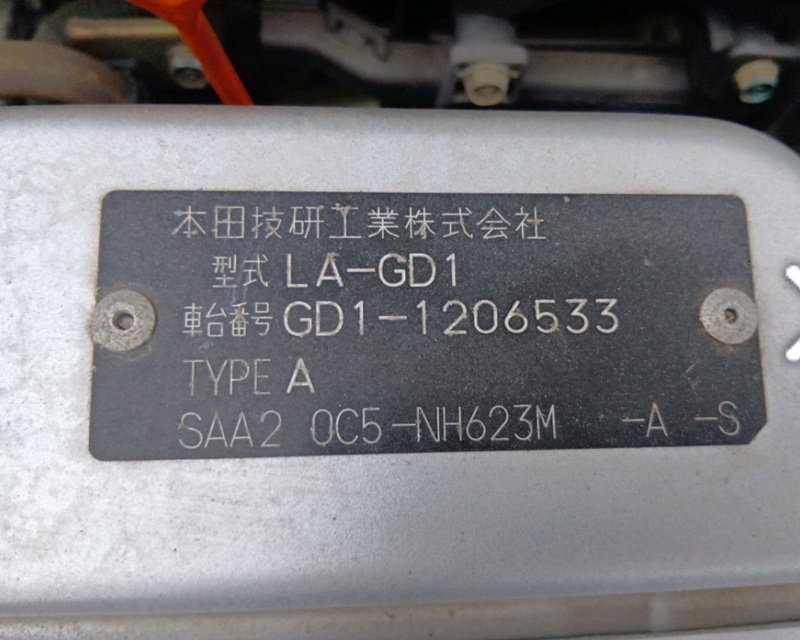 本田技研工業株式会社
型式 LA-GD1
車台番号 GD1-1206533
TYPE A
SAA2 0C5-NH623M -A -S